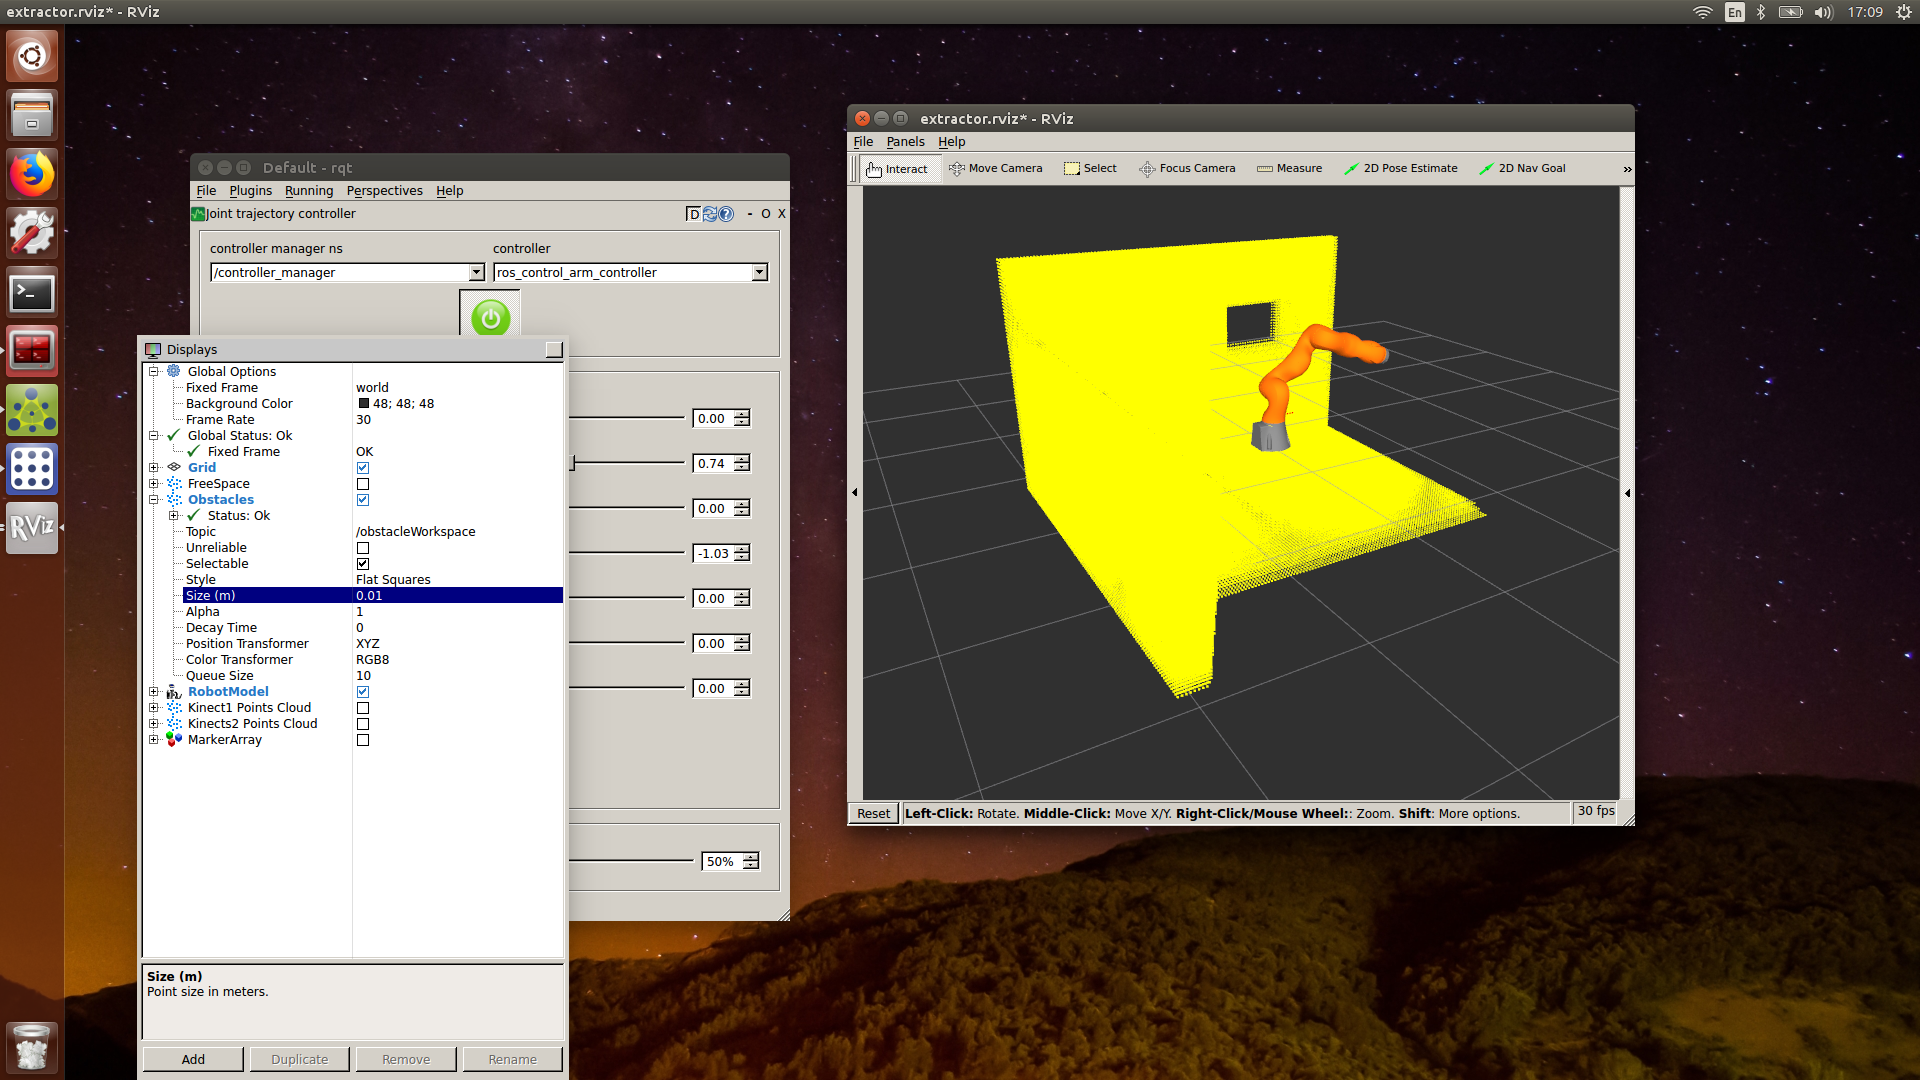 extractor.rviz* - RViz
En
17:09
Default - rqt
File Plugins Running Perspectives Help
Joint trajectory controller
D
?
- O X
controller manager ns
controller
/controller_manager
ros_control_arm_controller
0.00
0.74
0.00
-1.03
0.00
0.00
0.00
50%
Displays
Global Options
Fixed Frame world
Background Color 48; 48; 48
Frame Rate 30
Global Status: Ok
Fixed Frame OK
Grid
FreeSpace
Obstacles
Status: Ok
Topic /obstacleWorkspace
Unreliable
Selectable
Style Flat Squares
Size (m) 0.01
Alpha 1
Decay Time 0
Position Transformer XYZ
Color Transformer RGB8
Queue Size 10
RobotModel
Kinect1 Points Cloud
Kinects2 Points Cloud
MarkerArray
Size (m)
Point size in meters.
Add Duplicate Remove Rename
RViz
extractor.rviz* - RViz
File Panels Help
Interact Move Camera Select Focus Camera Measure 2D Pose Estimate 2D Nav Goal »
Reset Left-Click: Rotate. Middle-Click: Move X/Y. Right-Click/Mouse Wheel:: Zoom. Shift: More options. 30 fps